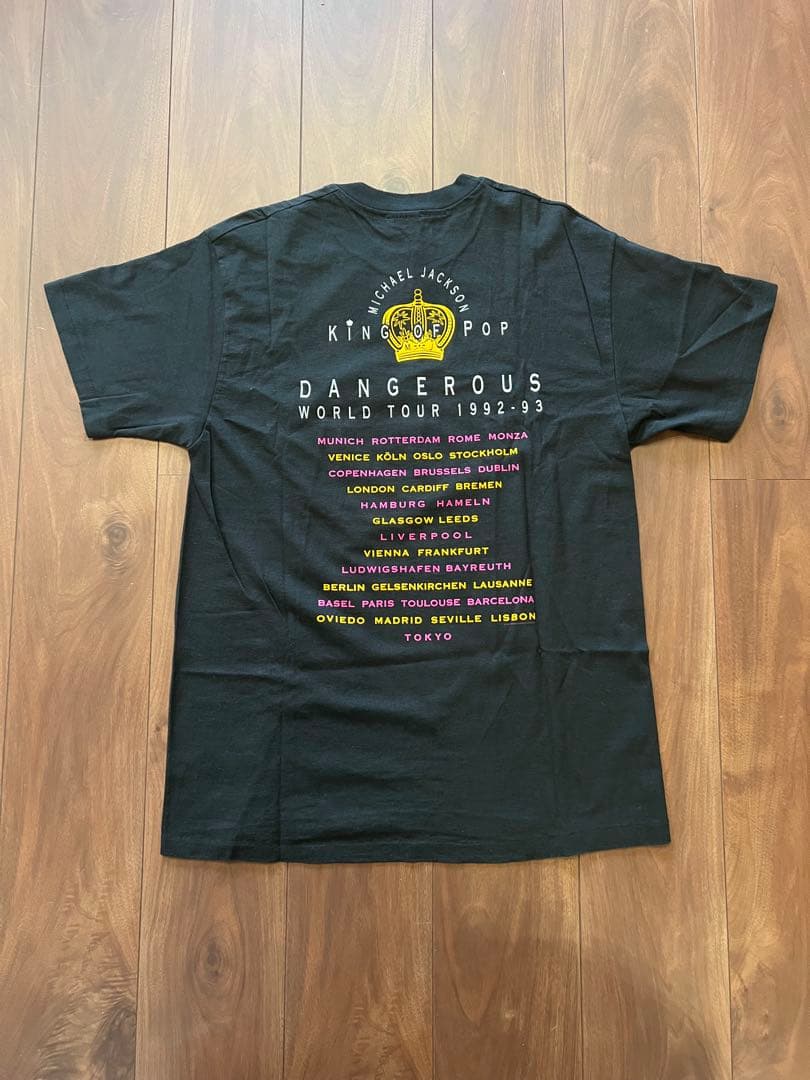 MICHAEL JACKSON
KiNG OF POP
DANGEROUS
WORLD TOUR 1992-93
MUNICH ROTTERDAM ROME MONZA
VENICE KÖLN OSLO STOCKHOLM
COPENHAGEN BRUSSELS DUBLIN
LONDON CARDIFF BREMEN
HAMBURG HAMELN
GLASGOW LEEDS
LIVERPOOL
VIENNA FRANKFURT
LUDWIGSHAFEN BAYREUTH
BERLIN GELSENKIRCHEN LAUSANNE
BASEL PARIS TOULOUSE BARCELONA
OVIEDO MADRID SEVILLE LISBON
TOKYO